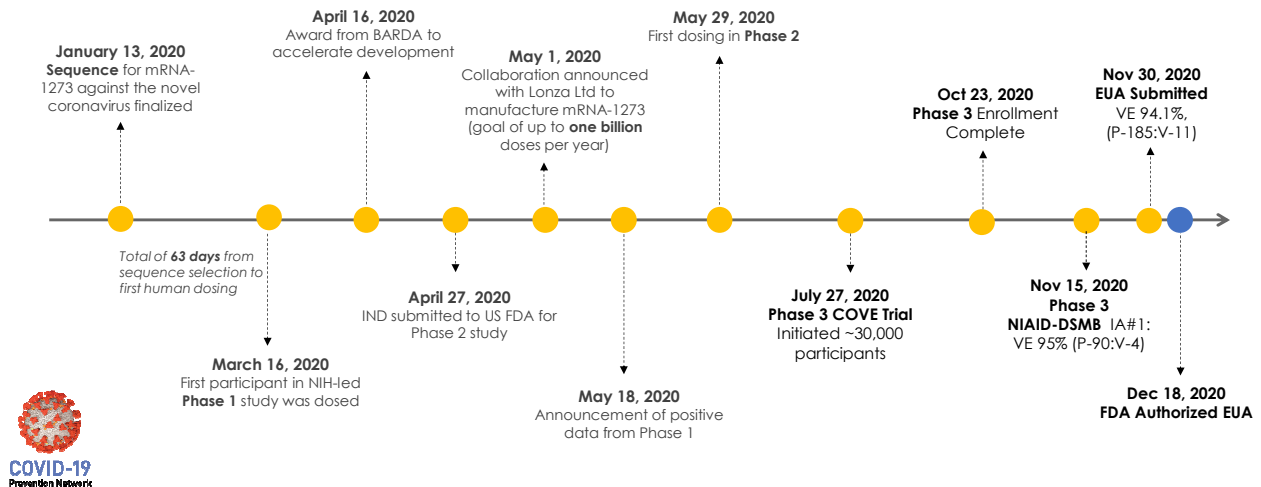 January 13, 2020
Sequence for mRNA-
1273 against the novel
coronavirus finalized
April 16, 2020
Award from BARDA to
accelerate development
May 1, 2020
Collaboration announced
with Lonza Ltd to
manufacture mRNA-1273
(goal of up to one billion
doses per year)
May 29, 2020
First dosing in Phase 2
Oct 23, 2020
Phase 3 Enrollment
Complete
Nov 30, 2020
EUA Submitted
VE 94.1%,
(P-185:V-11)
Total of 63 days from
sequence selection to
first human dosing
March 16, 2020
First participant in NIH-led
Phase 1 study was dosed
April 27, 2020
IND submitted to US FDA for
Phase 2 study
May 18, 2020
Announcement of positive
data from Phase 1
July 27, 2020
Phase 3 COVE Trial
Initiated ~30,000
participants
Nov 15, 2020
Phase 3
NIAID-DSMB IA#1:
VE 95% (P-90:V-4)
Dec 18, 2020
FDA Authorized EUA
COVID-19
Prevention Network